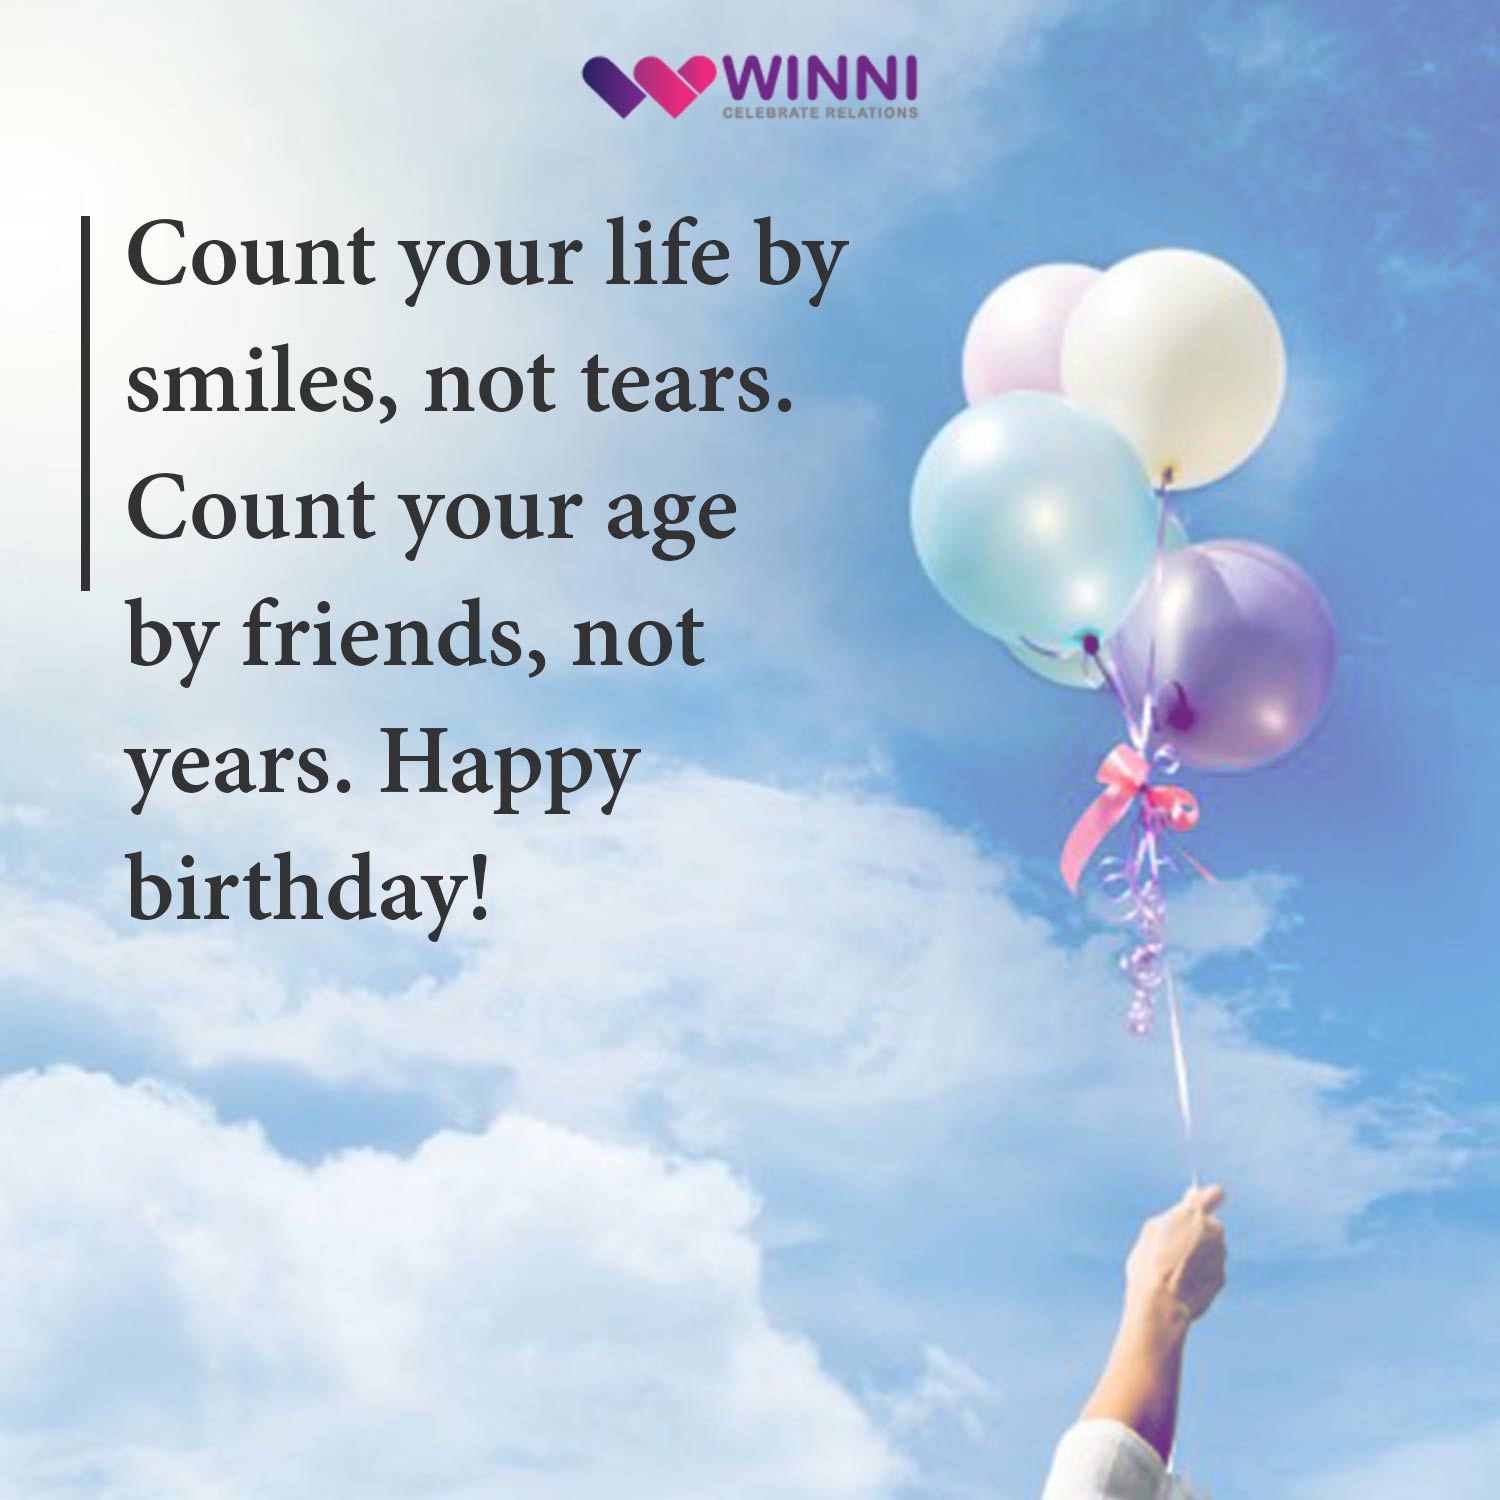 WINNI
CELEBRATE RELATIONS
Count your life by
smiles, not tears.
Count your age
by friends, not
years. Happy
birthday!